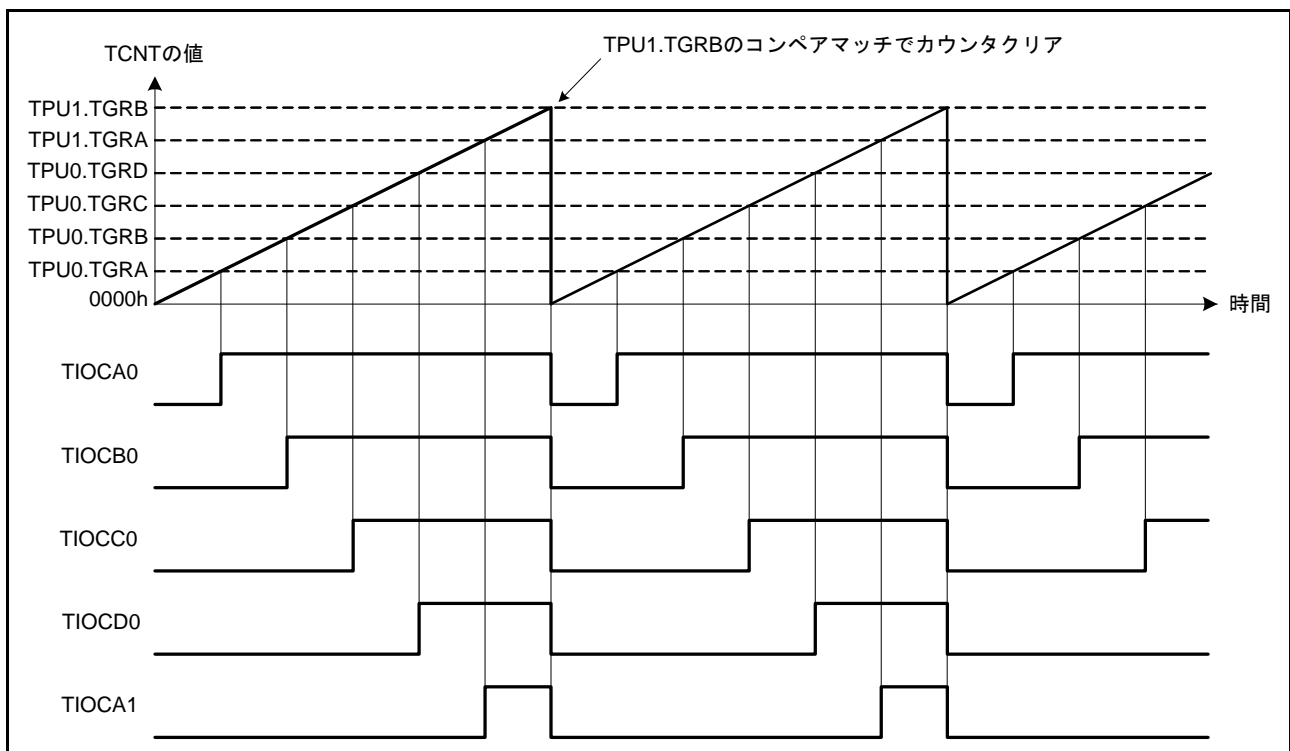 TPU1.TGRBのコンペアマッチでカウンタクリア
TCNTの値
TPU1.TGRB
TPU1.TGRA
TPU0.TGRD
TPU0.TGRC
TPU0.TGRB
TPU0.TGRA
0000h
時間
TIOCA0
TIOCB0
TIOCC0
TIOCD0
TIOCA1